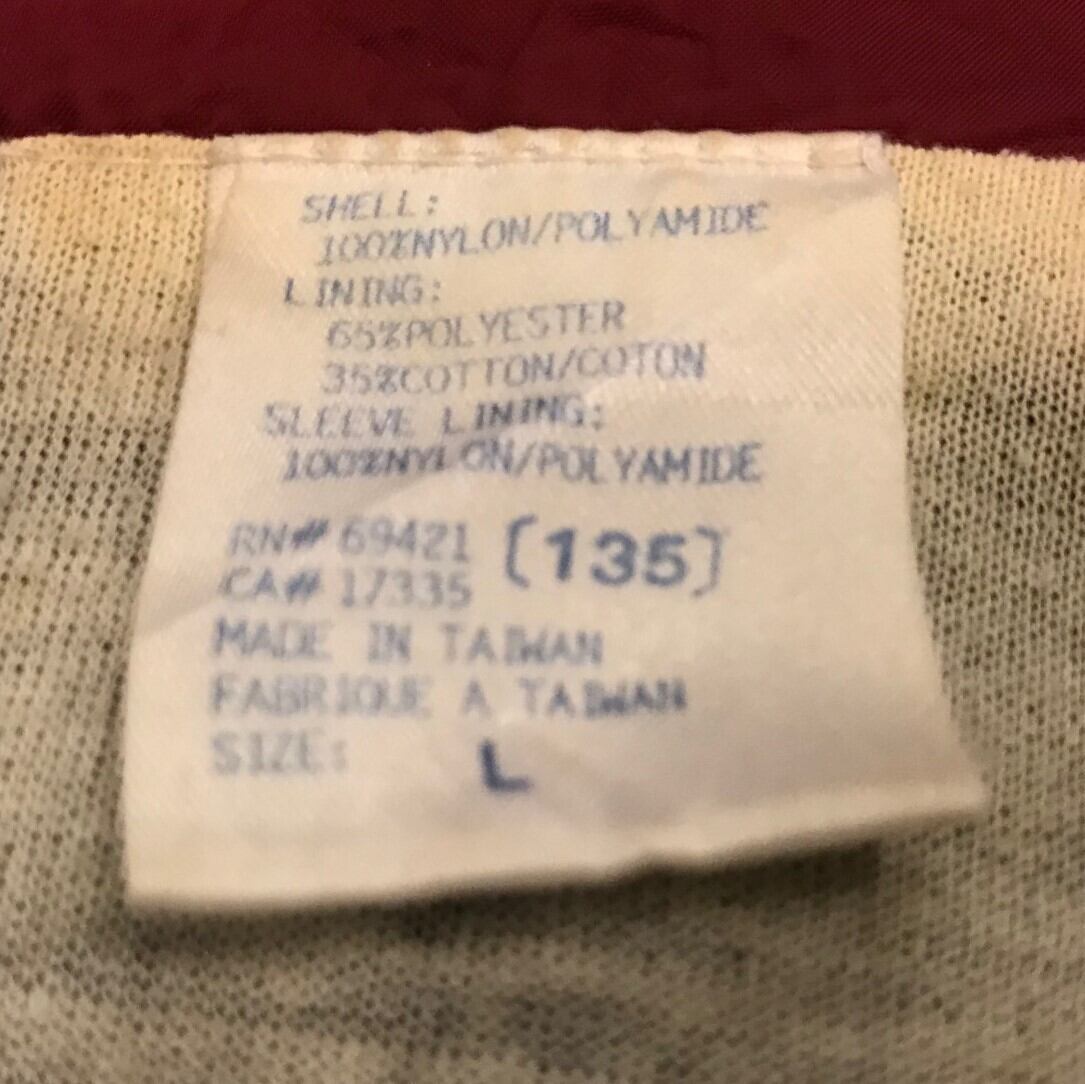 SHELL:
100%NYLON/POLYAMIDE
LINING:
65%POLYESTER
35%COTTON/COTON
SLEEVE LINING:
100%NYLON/POLYAMIDE
RN# 69421 [135]
CA# 17335
MADE IN TAIWAN
FABRIQUE A TAIWAN
SIZE: L